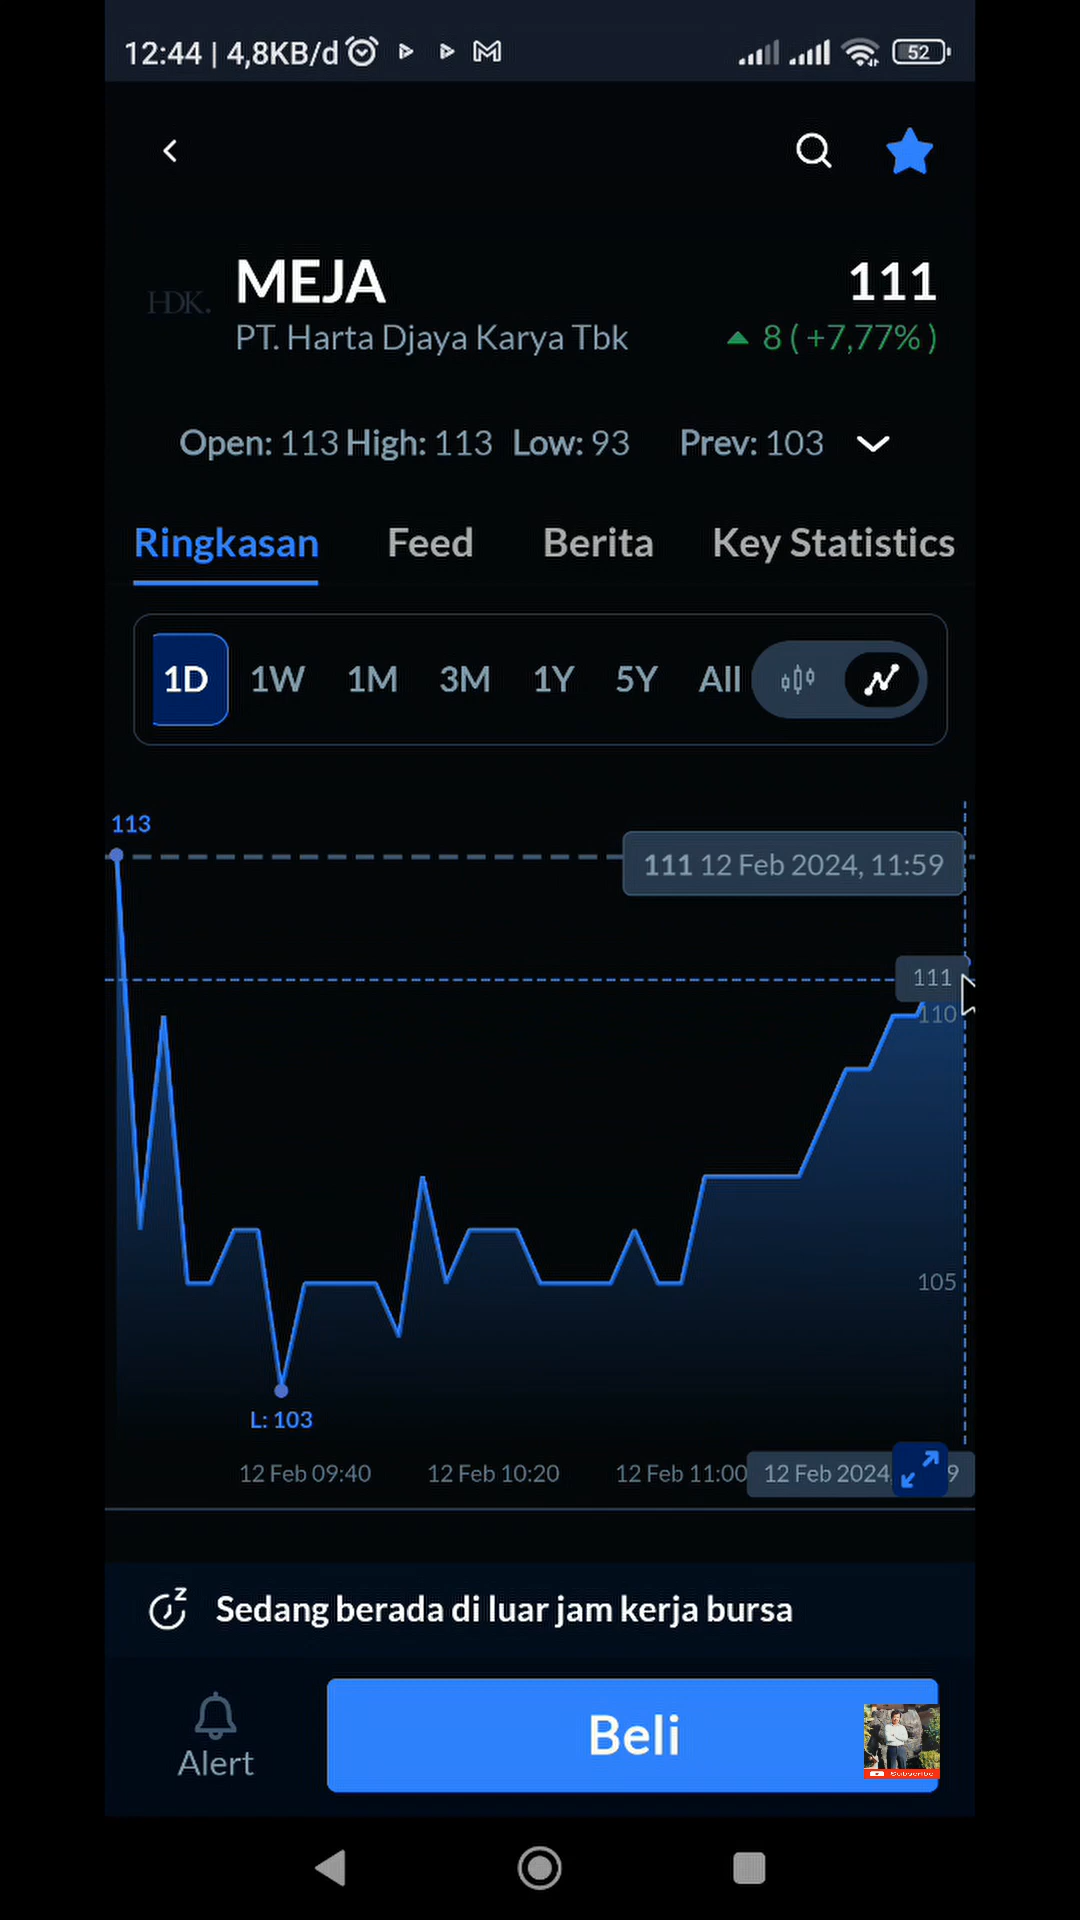 12:44 | 4,8KB/d
52
HDK.
MEJA
111
PT. Harta Djaya Karya Tbk
8 ( +7,77% )
Open: 113 High: 113 Low: 93 Prev: 103
Ringkasan Feed Berita Key Statistics
1D 1W 1M 3M 1Y 5Y All
113
111 12 Feb 2024, 11:59
111
110
105
L: 103
12 Feb 09:40 12 Feb 10:20 12 Feb 11:00 12 Feb 2024, 9
Sedang berada di luar jam kerja bursa
Alert
Beli
Subscribe